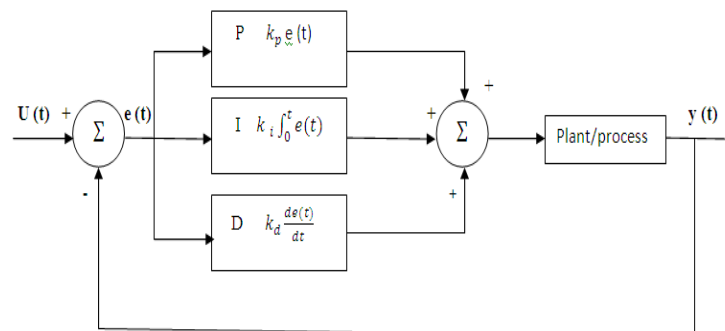 P k_p e(t)
+
U (t) + Σ e (t)
-
I k_i ∫_0^t e(t)
+ Σ
D k_d de(t)/dt
+
Plant/process
y (t)